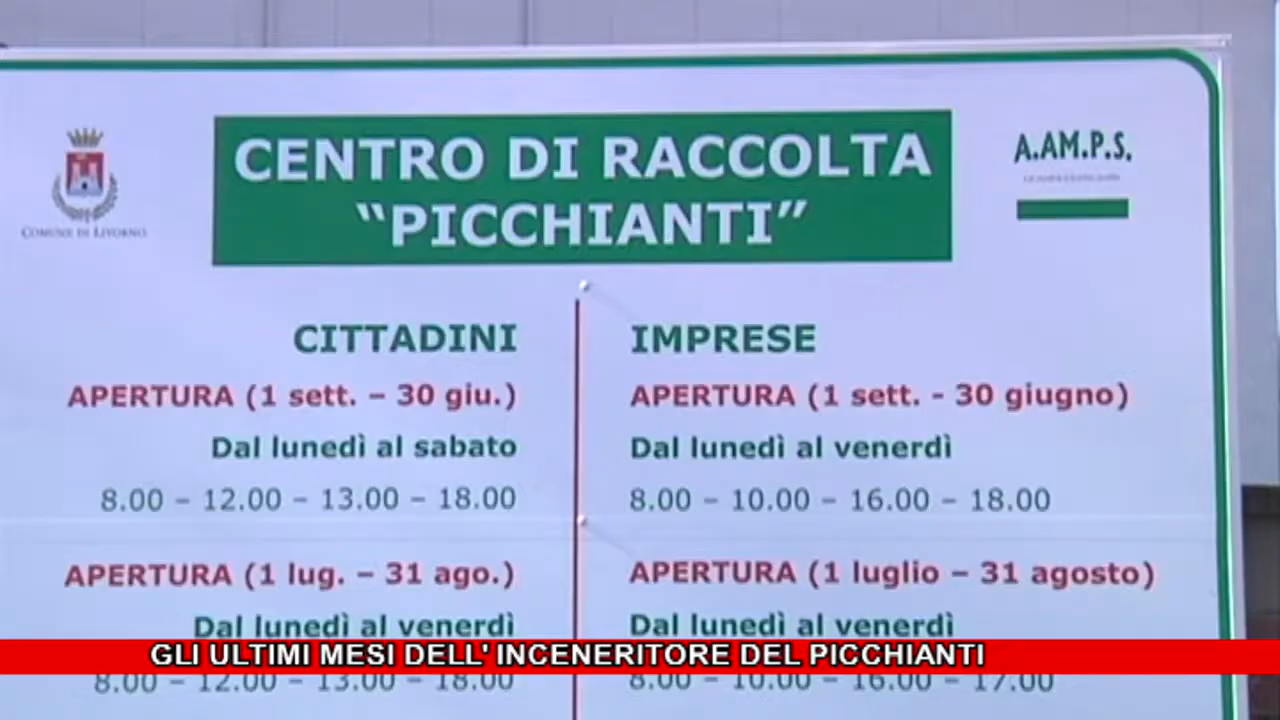 CENTRO DI RACCOLTA
"PICCHIANTI"
COMUNE DI LIVORNO
A.AM.P.S.
CITTADINI
APERTURA (1 sett. – 30 giu.)
Dal lunedì al sabato
8.00 – 12.00 – 13.00 – 18.00
APERTURA (1 lug. – 31 ago.)
Dal lunedì al venerdì
8.00 – 12.00 – 13.00 – 18.00
IMPRESE
APERTURA (1 sett. - 30 giugno)
Dal lunedì al venerdì
8.00 – 10.00 – 16.00 – 18.00
APERTURA (1 luglio – 31 agosto)
Dal lunedì al venerdì
8.00 – 10.00 – 16.00 – 17.00
GLI ULTIMI MESI DELL' INCENERITORE DEL PICCHIANTI